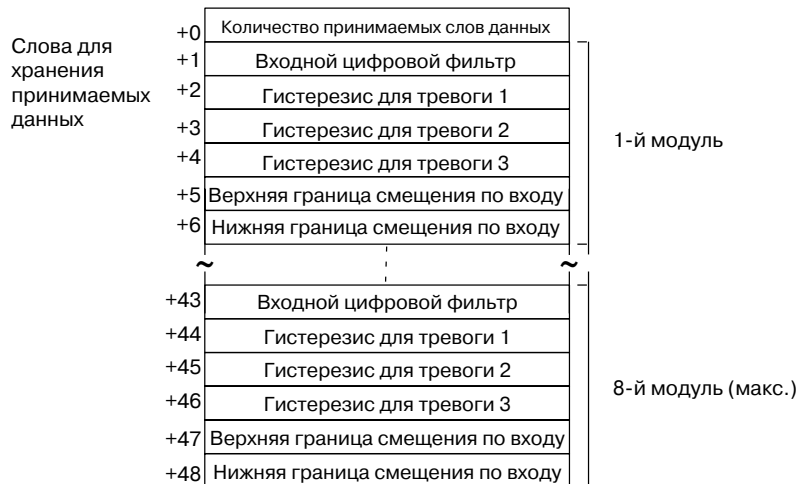 Слова для
хранения
принимаемых
данных
+0 Количество принимаемых слов данных
+1 Входной цифровой фильтр
+2 Гистерезис для тревоги 1
+3 Гистерезис для тревоги 2
+4 Гистерезис для тревоги 3
+5 Верхняя граница смещения по входу
+6 Нижняя граница смещения по входу
1-й модуль
~ ~
+43 Входной цифровой фильтр
+44 Гистерезис для тревоги 1
+45 Гистерезис для тревоги 2
+46 Гистерезис для тревоги 3
+47 Верхняя граница смещения по входу
+48 Нижняя граница смещения по входу
8-й модуль (макс.)